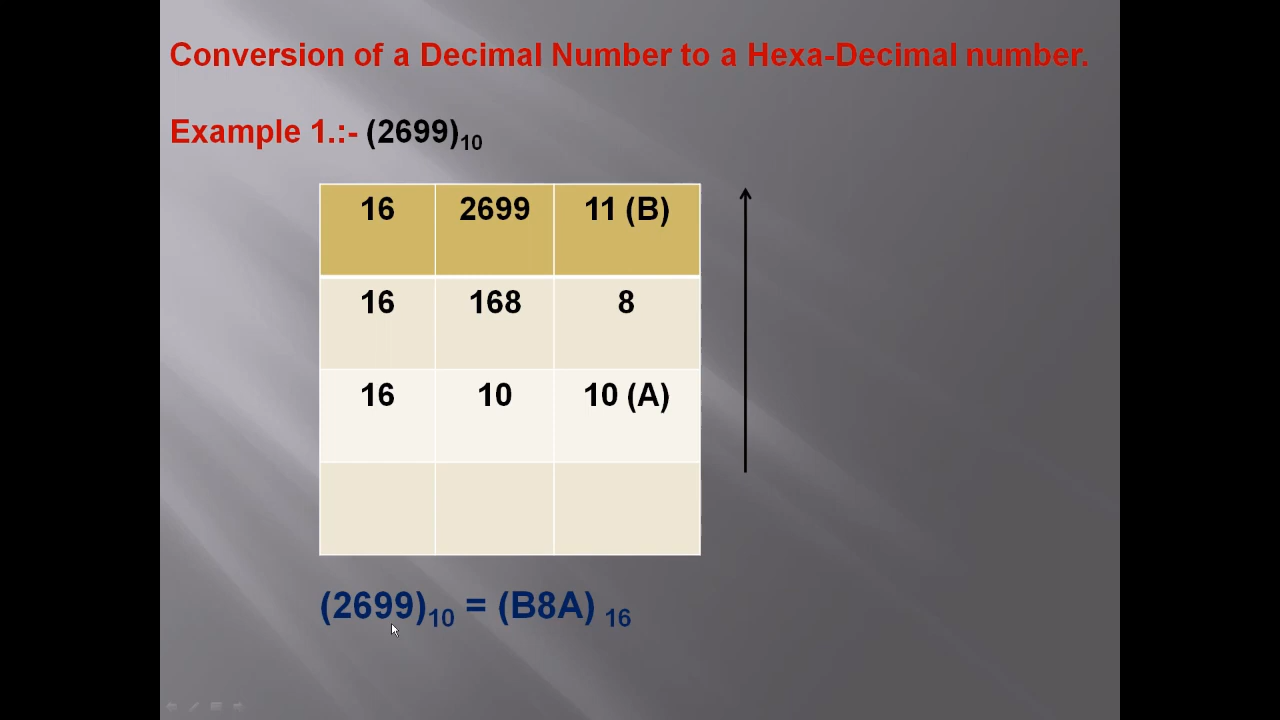 Conversion of a Decimal Number to a Hexa-Decimal number.
Example 1.:- (2699)10
16 2699 11 (B)
16 168 8
16 10 10 (A)
(2699)10 = (B8A) 16